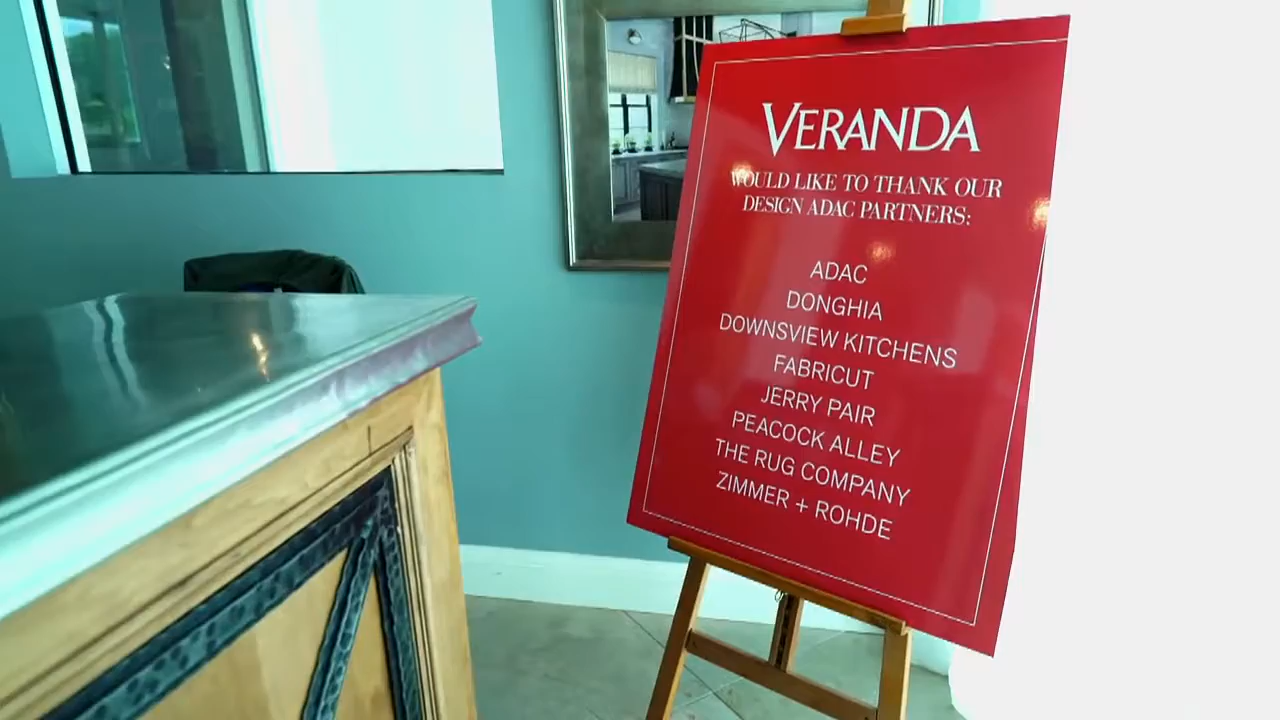 VERANDA
WOULD LIKE TO THANK OUR
DESIGN ADAC PARTNERS:
ADAC
DONGHIA
DOWNSVIEW KITCHENS
FABRICUT
JERRY PAIR
PEACOCK ALLEY
THE RUG COMPANY
ZIMMER + ROHDE